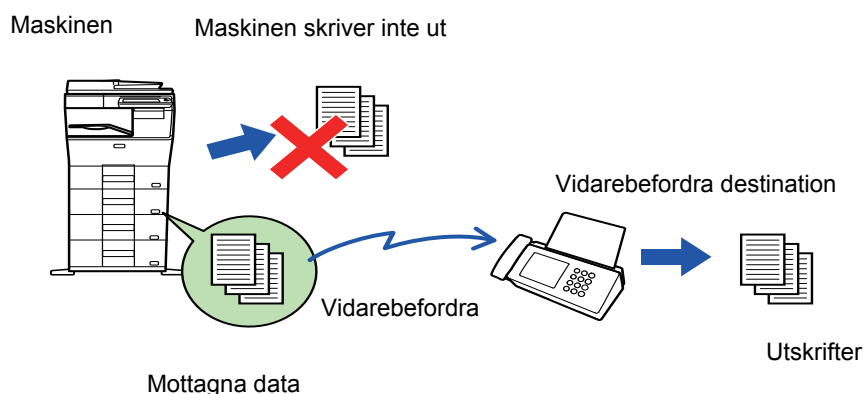 Maskinen
Maskinen skriver inte ut
Vidarebefordra destination
Vidarebefordra
Utskrifter
Mottagna data